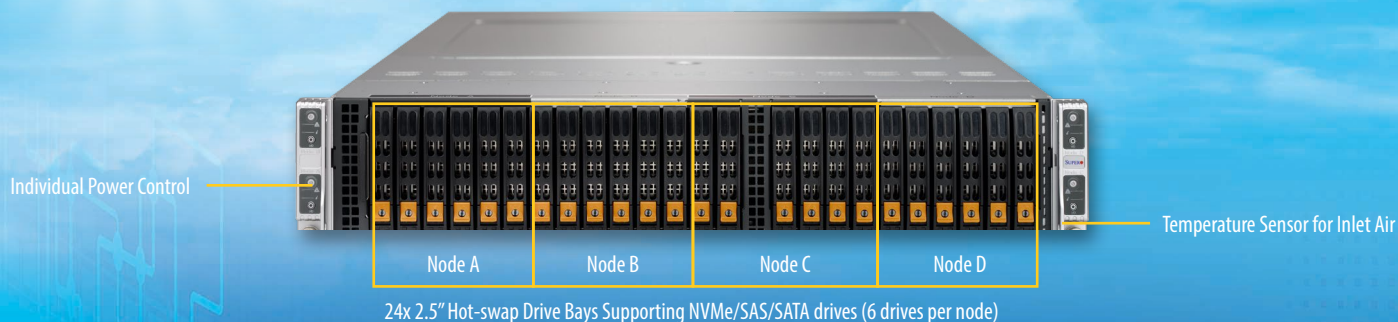 Individual Power Control
SUPERO
Temperature Sensor for Inlet Air
Node A
Node B
Node C
Node D
24x 2.5” Hot-swap Drive Bays Supporting NVMe/SAS/SATA drives (6 drives per node)